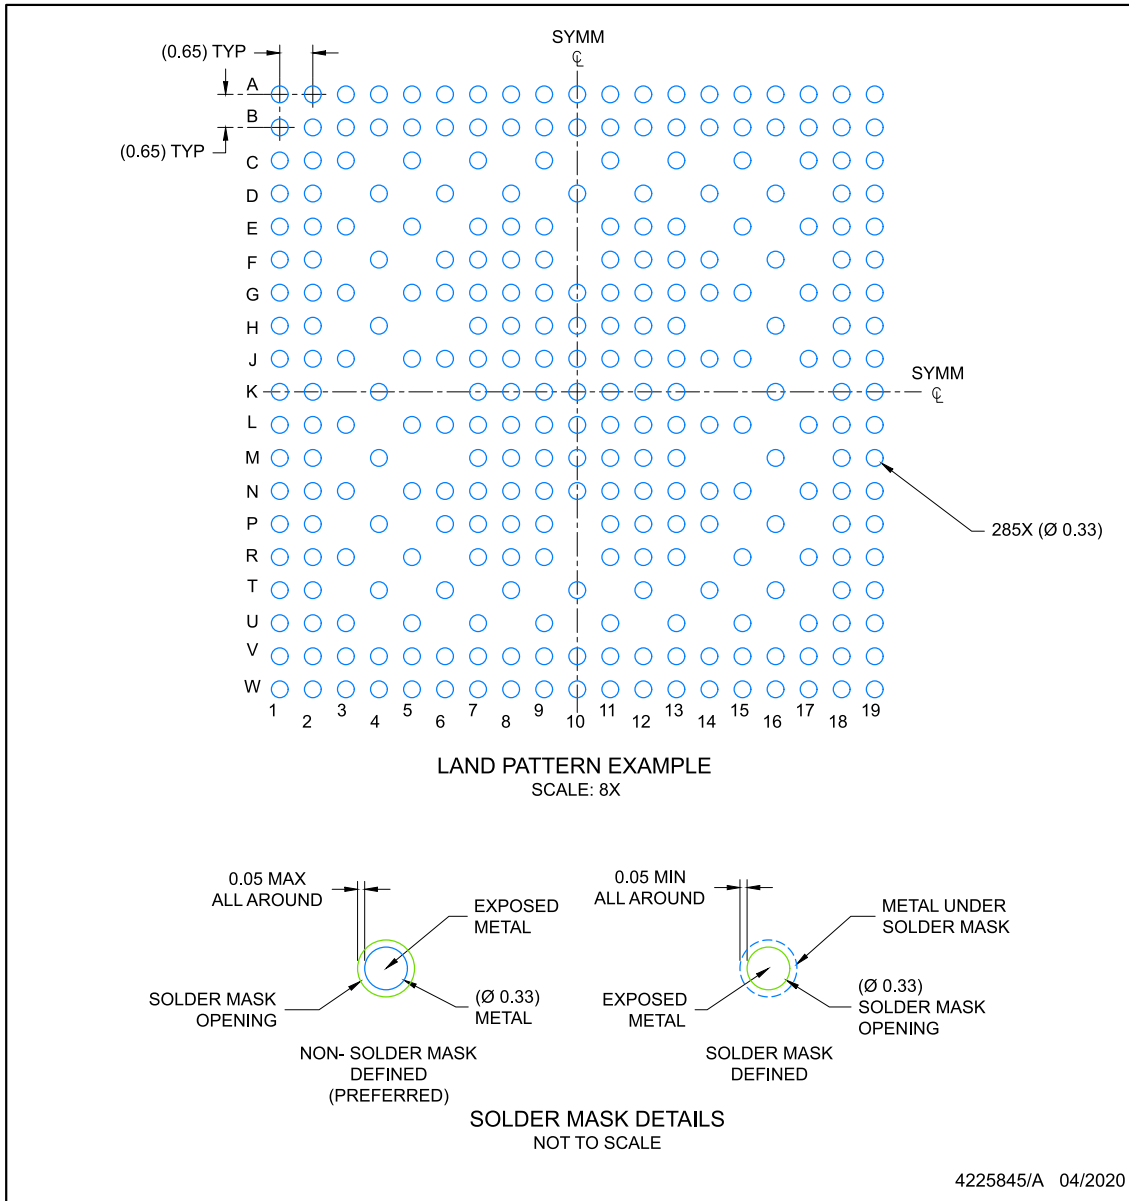 SYMM
℄
(0.65) TYP
A
B
(0.65) TYP
C
D
E
F
G
H
J
SYMM
K
℄
L
M
N
P
285X (Ø 0.33)
R
T
U
V
W
1 2 3 4 5 6 7 8 9 10 11 12 13 14 15 16 17 18 19
LAND PATTERN EXAMPLE
SCALE: 8X
0.05 MAX
ALL AROUND
EXPOSED
METAL
SOLDER MASK
OPENING
(Ø 0.33)
METAL
NON- SOLDER MASK
DEFINED
(PREFERRED)
0.05 MIN
ALL AROUND
METAL UNDER
SOLDER MASK
EXPOSED
METAL
(Ø 0.33)
SOLDER MASK
OPENING
SOLDER MASK
DEFINED
SOLDER MASK DETAILS
NOT TO SCALE
4225845/A 04/2020